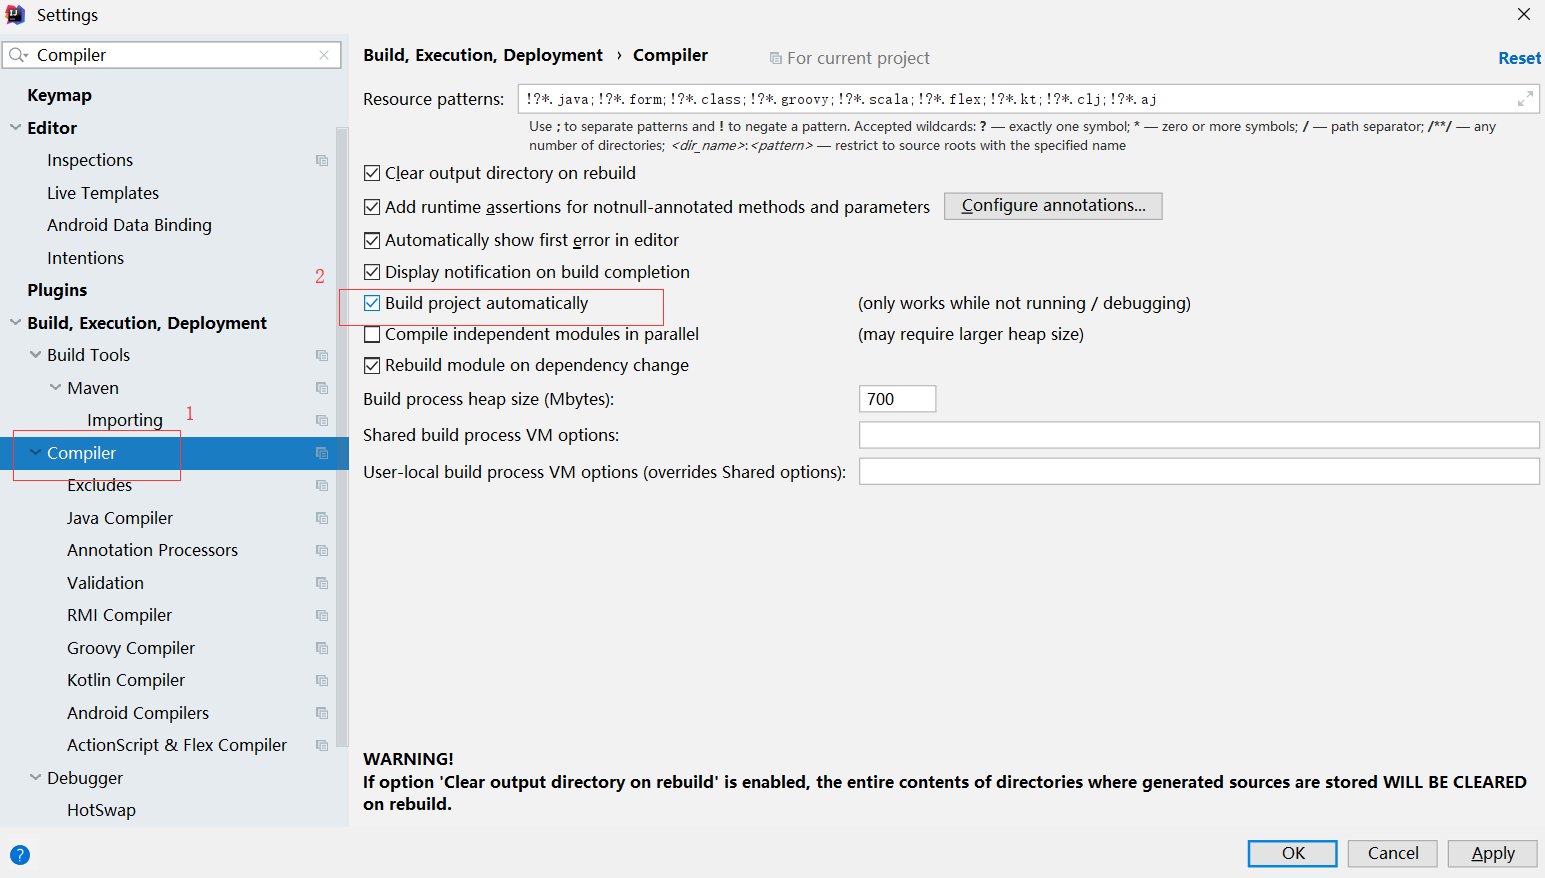 Settings
Compiler
Keymap
Editor
Inspections
Live Templates
Android Data Binding
Intentions
2
Plugins
Build, Execution, Deployment
Build Tools
Maven
Importing
1
Compiler
Excludes
Java Compiler
Annotation Processors
Validation
RMI Compiler
Groovy Compiler
Kotlin Compiler
Android Compilers
ActionScript & Flex Compiler
Debugger
HotSwap
Build, Execution, Deployment › Compiler
For current project
Reset
Resource patterns: !?*.java;!?*.form;!?*.class;!?*.groovy;!?*.scala;!?*.flex;!?*.kt;!?*.clj;!?*.aj
Use ; to separate patterns and ! to negate a pattern. Accepted wildcards: ? — exactly one symbol; * — zero or more symbols; / — path separator; /**/ — any
number of directories; <dir_name>:<pattern> — restrict to source roots with the specified name
Clear output directory on rebuild
Add runtime assertions for notnull-annotated methods and parameters Configure annotations...
Automatically show first error in editor
Display notification on build completion
Build project automatically (only works while not running / debugging)
Compile independent modules in parallel (may require larger heap size)
Rebuild module on dependency change
Build process heap size (Mbytes): 700
Shared build process VM options:
User-local build process VM options (overrides Shared options):
WARNING!
If option 'Clear output directory on rebuild' is enabled, the entire contents of directories where generated sources are stored WILL BE CLEARED
on rebuild.
?
OK Cancel Apply